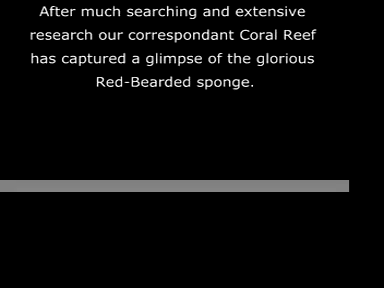 After much searching and extensive
research our correspondant Coral Reef
has captured a glimpse of the glorious
Red-Bearded sponge.